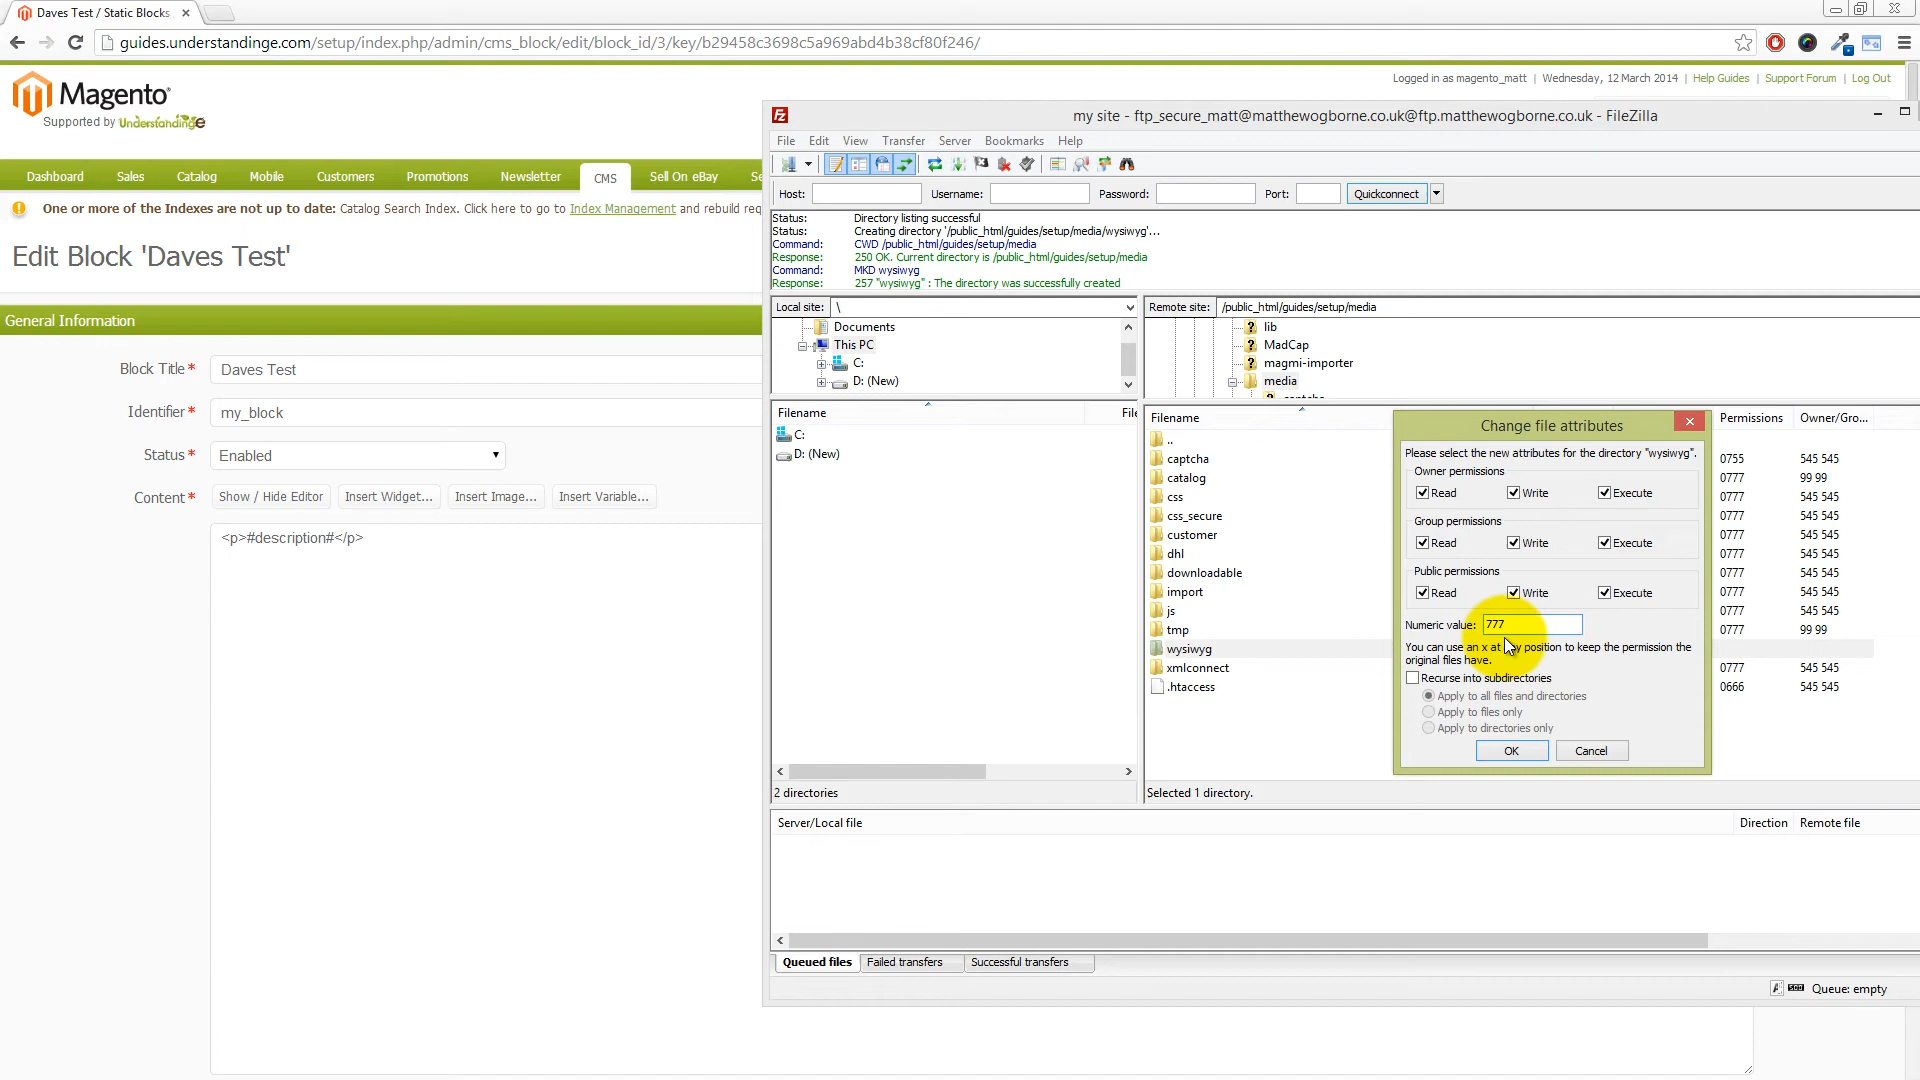 Daves Test / Static Blocks
guides.understandinge.com/setup/index.php/admin/cms_block/edit/block_id/3/key/b29458c3698c5a969abd4b38cf80f246/
Magento
Supported by UnderstandingE
Logged in as magento_matt | Wednesday, 12 March 2014 | Help Guides | Support Forum | Log Out
Dashboard Sales Catalog Mobile Customers Promotions Newsletter CMS Sell On eBay Se
One or more of the Indexes are not up to date: Catalog Search Index. Click here to go to Index Management and rebuild req
Edit Block 'Daves Test'
General Information
Block Title* Daves Test
Identifier* my_block
Status* Enabled
Content* Show / Hide Editor Insert Widget... Insert Image... Insert Variable...
<p>#description#</p>
Fz my site - ftp_secure_matt@matthewogborne.co.uk@ftp.matthewogborne.co.uk - FileZilla
File Edit View Transfer Server Bookmarks Help
Host: Username: Password: Port: Quickconnect
Status: Directory listing successful
Status: Creating directory '/public_html/guides/setup/media/wysiwyg'...
Command: CWD /public_html/guides/setup/media
Response: 250 OK. Current directory is /public_html/guides/setup/media
Command: MKD wysiwyg
Response: 257 "wysiwyg" : The directory was successfully created
Local site: \
Documents
This PC
C:
D: (New)
Filename File
C:
D: (New)
2 directories
Remote site: /public_html/guides/setup/media
lib
MadCap
magmi-importer
media
captcha
Filename Permissions Owner/Gro...
..
captcha 0755 545 545
catalog 0777 99 99
css 0777 545 545
css_secure 0777 545 545
customer 0777 545 545
dhl 0777 545 545
downloadable 0777 545 545
import 0777 545 545
js 0777 545 545
tmp 0777 99 99
wysiwyg
xmlconnect 0777 545 545
.htaccess 0666 545 545
Selected 1 directory.
Change file attributes
Please select the new attributes for the directory "wysiwyg".
Owner permissions
Read Write Execute
Group permissions
Read Write Execute
Public permissions
Read Write Execute
Numeric value: 777
You can use an x at position to keep the permission the
original files have.
Recurse into subdirectories
Apply to all files and directories
Apply to files only
Apply to directories only
OK Cancel
Server/Local file Direction Remote file
Queued files Failed transfers Successful transfers
Queue: empty